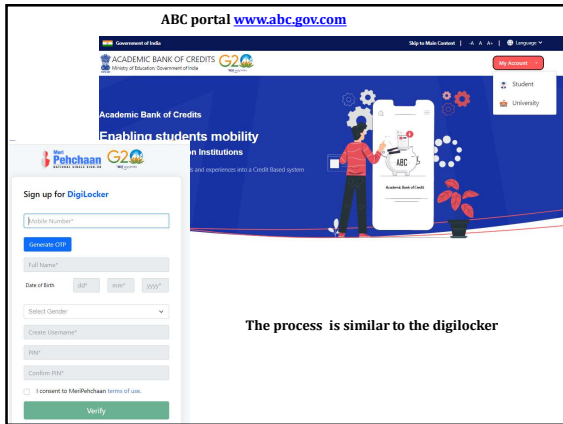 ABC portal www.abc.gov.com
Government of India
Skip to Main Content | -A A A+ | Language
ACADEMIC BANK OF CREDITS G20
Ministry of Education, Government of India
My Account
Student
University
Academic Bank of Credits
Enabling students mobility
on Institutions
s and experiences into a Credit Based system
ABC
Academic Bank of Credit
Meri
Pehchaan G20
NATIONAL SINGLE SIGN-ON
Sign up for DigiLocker
Mobile Number*
Generate OTP
Full Name*
Date of Birth dd* mm* yyyy*
Select Gender
Create Username*
PIN*
Confirm PIN*
I consent to MeriPehchaan terms of use.
Verify
The process is similar to the digilocker